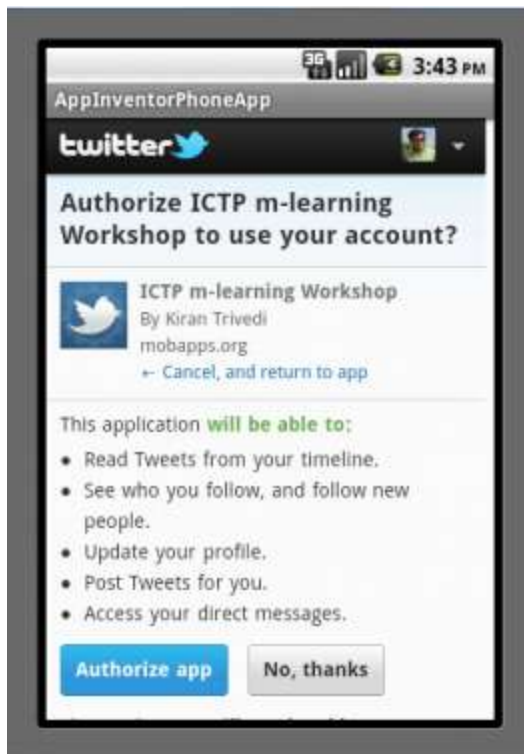 3G
3:43 PM
AppInventorPhoneApp
twitter
Authorize ICTP m-learning
Workshop to use your account?
ICTP m-learning Workshop
By Kiran Trivedi
mobapps.org
← Cancel, and return to app
This application will be able to:
• Read Tweets from your timeline.
• See who you follow, and follow new
people.
• Update your profile.
• Post Tweets for you.
• Access your direct messages.
Authorize app
No, thanks